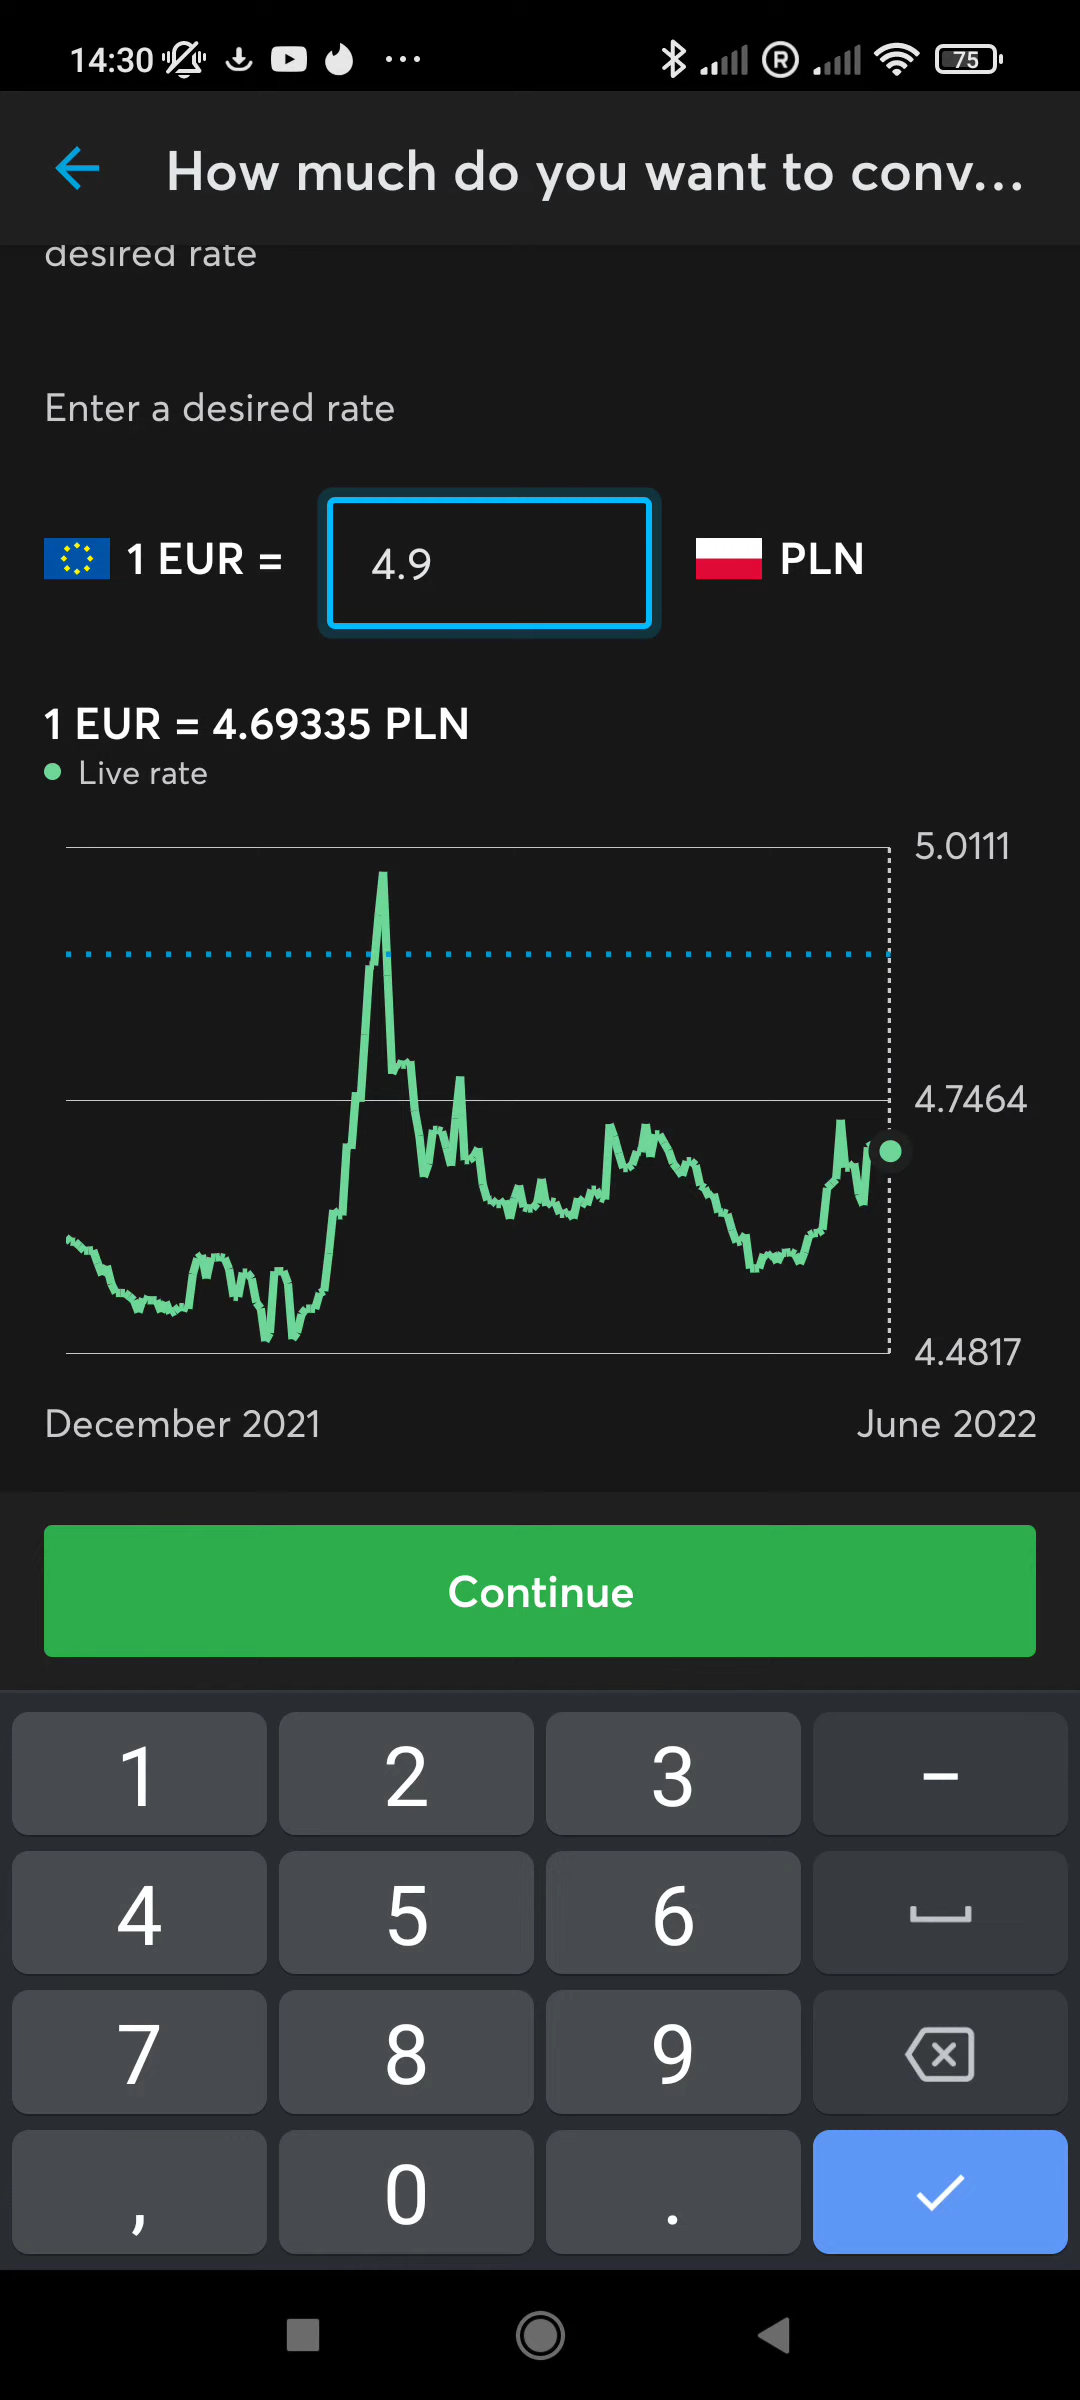 14:30
R
75
How much do you want to conv...
desired rate
Enter a desired rate
1 EUR = 4.9 PLN
1 EUR = 4.69335 PLN
Live rate
5.0111
4.7464
4.4817
December 2021 June 2022
Continue
1 2 3 –
4 5 6
7 8 9
, 0 .